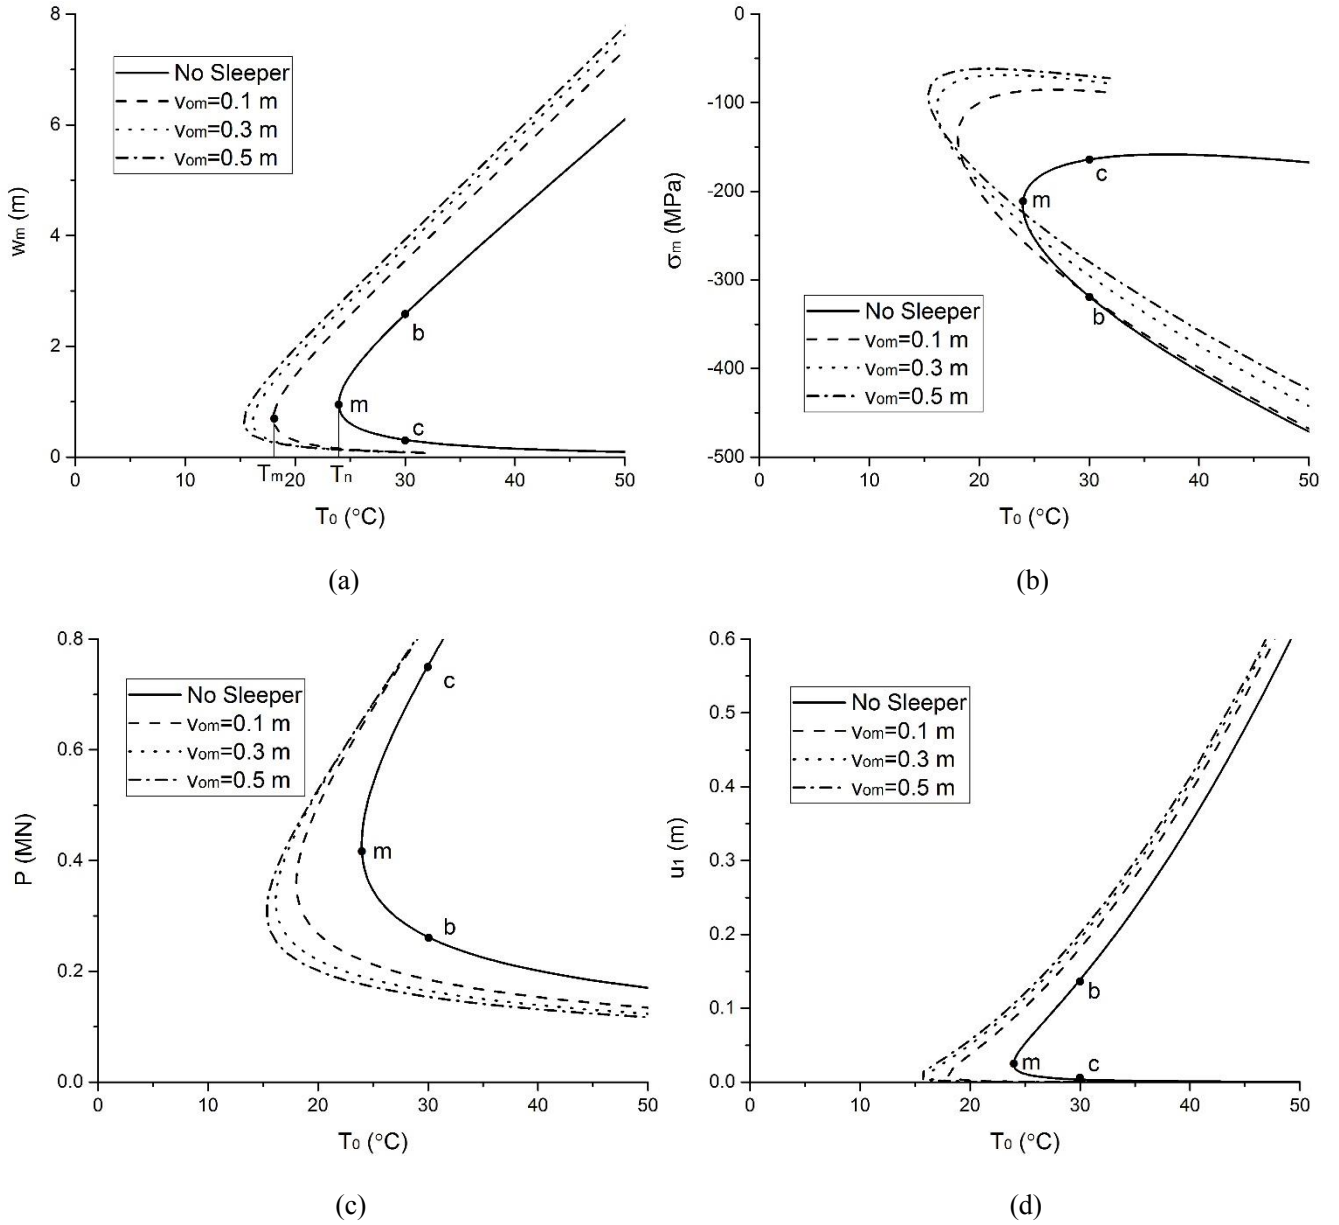 8
6
4
2
0
wₘ (m)
No Sleeper
vₒₘ=0.1 m
vₒₘ=0.3 m
vₒₘ=0.5 m
b
m
c
Tₘ
Tₙ
20
30
40
50
T₀ (°C)
(a)
0
-100
-200
-300
-400
-500
σₘ (MPa)
c
m
b
No Sleeper
vₒₘ=0.1 m
vₒₘ=0.3 m
vₒₘ=0.5 m
0
10
20
30
40
50
T₀ (°C)
(b)
0.8
0.6
0.4
0.2
0.0
P (MN)
No Sleeper
vₒₘ=0.1 m
vₒₘ=0.3 m
vₒₘ=0.5 m
c
m
b
0
10
20
30
40
50
T₀ (°C)
(c)
0.6
0.5
0.4
0.3
0.2
0.1
0.0
u₁ (m)
No Sleeper
vₒₘ=0.1 m
vₒₘ=0.3 m
vₒₘ=0.5 m
b
m
c
0
10
20
30
40
50
T₀ (°C)
(d)